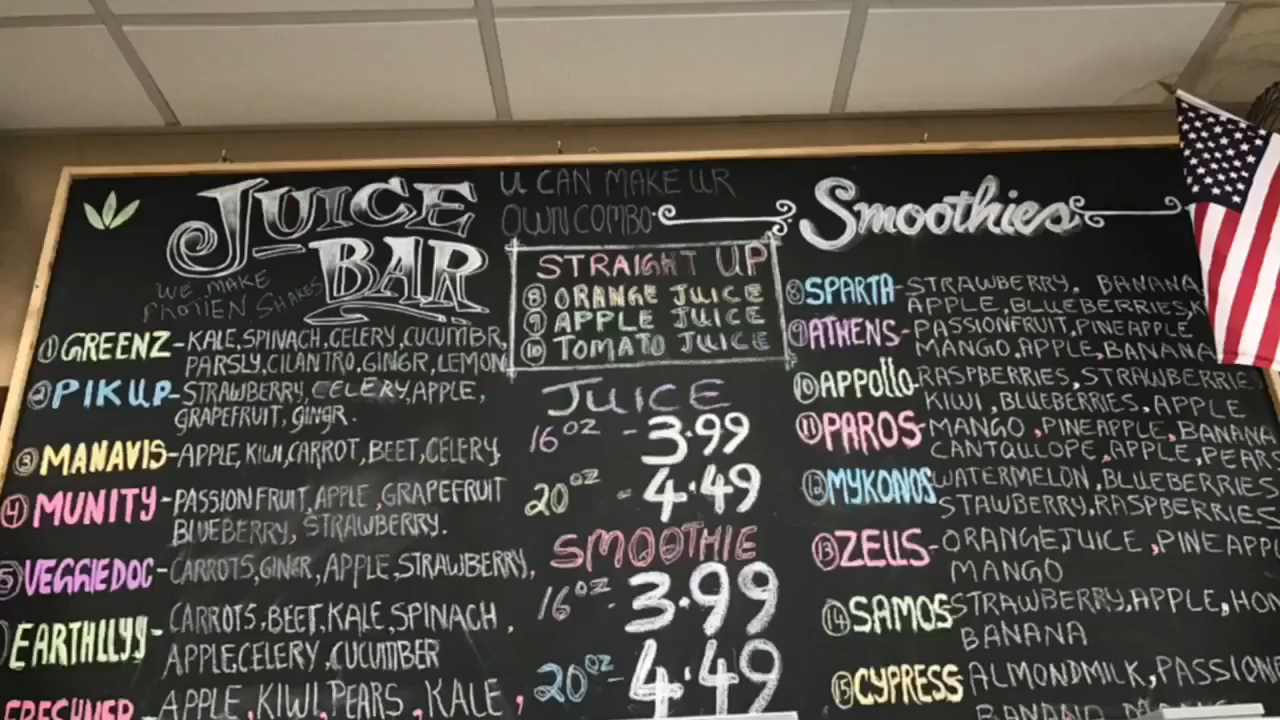 JUICE
BAR
WE MAKE
PROTIEN SHAKES
① GREENZ - KALE, SPINACH, CELERY, CUCUMBR,
PARSLY, CILANTRO, GINGR, LEMON
② PIKUP - STRAWBERRY, CELERY, APPLE,
GRAPEFRUIT, GINGR.
③ MANAVIS - APPLE, KIWI, CARROT, BEET, CELERY,
④ MUNITY - PASSION FRUIT, APPLE, GRAPEFRUIT
BLUEBERRY, STRAWBERRY.
⑤ VEGGIEDOC - CARROTS, GINGR, APPLE, STRAWBERRY,
EARTHLLYY - CARROTS, BEET, KALE, SPINACH,
APPLECELERY, CUCUMBER
FRESHNER - APPLE, KIWI, PEARS, KALE,
U CAN MAKE UR
OWN COMBO
STRAIGHT UP
⑧ ORANGE JUICE
⑨ APPLE JUICE
⑩ TOMATO JUICE
JUICE
16 OZ - 3.99
20 OZ - 4.49
SMOOTHIE
16 OZ - 3.99
20 OZ - 4.49
Smoothies
⑧ SPARTA - STRAWBERRY, BANANA
APPLE, BLUEBERRIES, K
⑨ ATHENS - PASSIONFRUIT, PINEAPPLE
MANGO, APPLE, BANANA
⑩ APPOLLO - RASPBERRIES, STRAWBERRIE
KIWI, BLUEBERRIES, APPLE
⑪ PAROS - MANGO, PINEAPPLE, BANANA
CANTAULOPE, APPLE, PEARS
⑫ MYKONOS WATERMELON, BLUEBERRIES
STAWBERRY, RASPBERRIES
⑬ ZEUS - ORANGE JUICE, PINEAPPL
MANGO
⑭ SAMOS STRAWBERRY, APPLE, HON
BANANA
⑮ CYPRESS - ALMONDMILK, PASSION